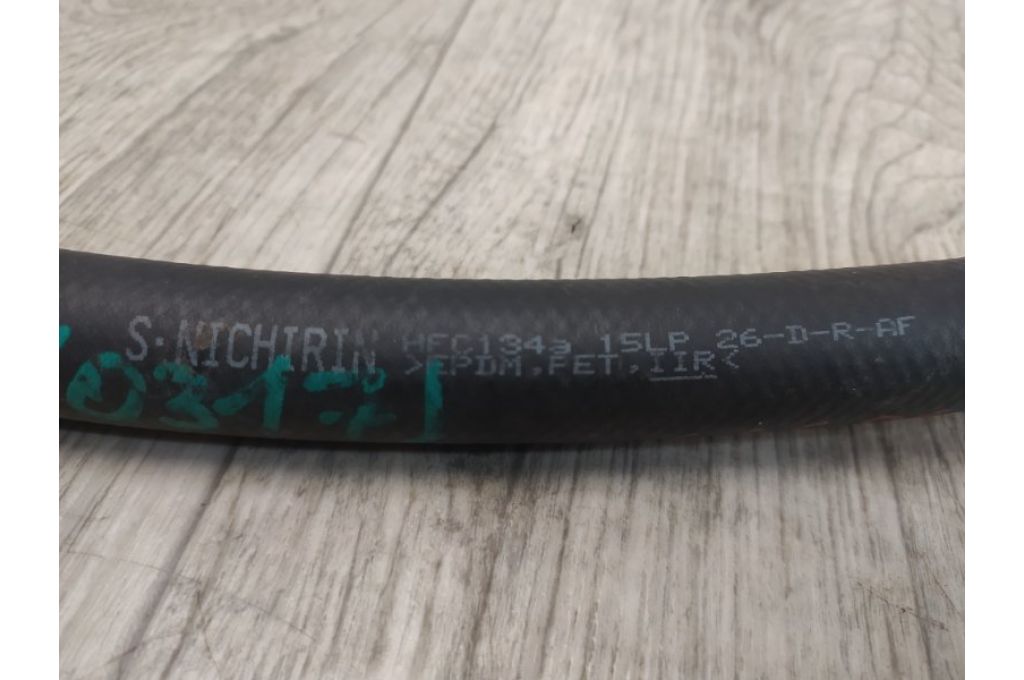 S·NICHIRIN HFC134a 15LP 26-D-R-AF
>EPDM,PET,IIR<